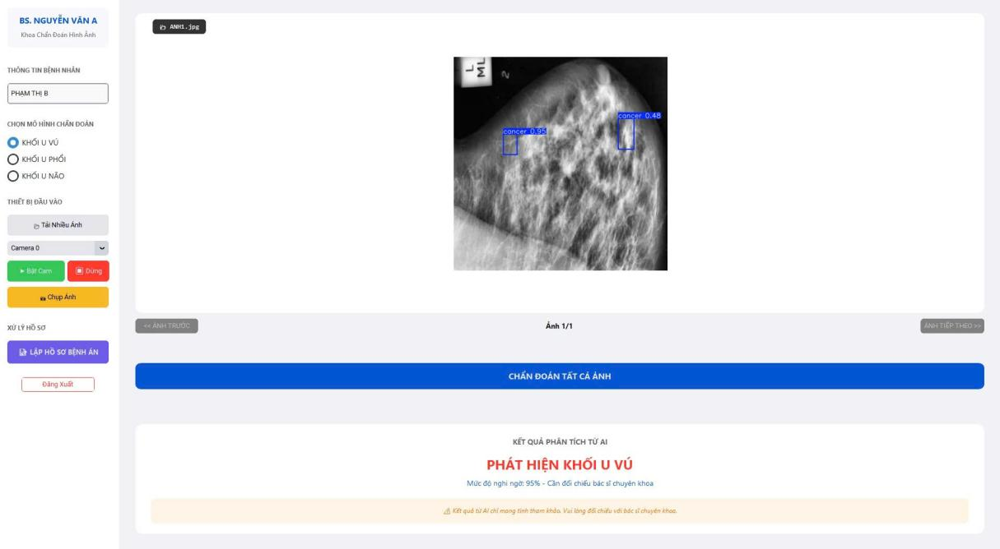 BS. NGUYỄN VĂN A
Khoa Chẩn Đoán Hình Ảnh
THÔNG TIN BỆNH NHÂN
PHẠM THỊ B
CHỌN MÔ HÌNH CHẨN ĐOÁN
KHỐI U VÚ
KHỐI U PHỔI
KHỐI U NÃO
THIẾT BỊ ĐẦU VÀO
Tải Nhiều Ảnh
Camera 0
Bật Cam
Dừng
Chụp Ảnh
XỬ LÝ HỒ SƠ
LẬP HỒ SƠ BỆNH ÁN
Đăng Xuất
ANH1.jpg
L
ML
2
cancer 0.95
cancer 0.48
<< ẢNH TRƯỚC
Ảnh 1/1
ẢNH TIẾP THEO >>
CHẨN ĐOÁN TẤT CẢ ẢNH
KẾT QUẢ PHÂN TÍCH TỪ AI
PHÁT HIỆN KHỐI U VÚ
Mức độ nghi ngờ: 95% - Cần đối chiếu bác sĩ chuyên khoa
⚠ Kết quả từ AI chỉ mang tính tham khảo. Vui lòng đối chiếu với bác sĩ chuyên khoa.